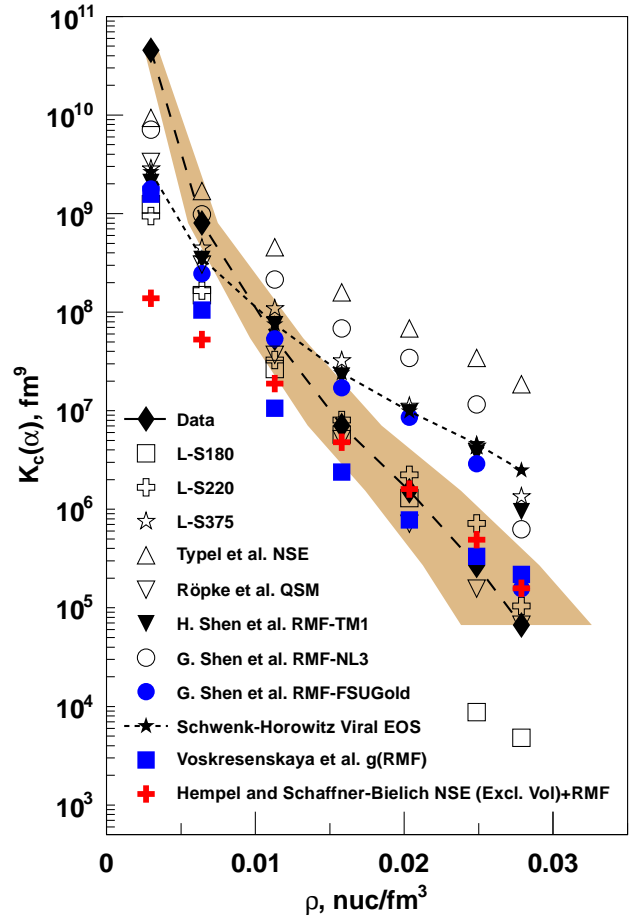 10^11
10^10
10^9
10^8
10^7
10^6
10^5
10^4
10^3
K_c(α), fm^9
Data
L-S180
L-S220
L-S375
Typel et al. NSE
Röpke et al. QSM
H. Shen et al. RMF-TM1
G. Shen et al. RMF-NL3
G. Shen et al. RMF-FSUGold
Schwenk-Horowitz Viral EOS
Voskresenskaya et al. g(RMF)
Hempel and Schaffner-Bielich NSE (Excl. Vol)+RMF
0 0.01 0.02 0.03
ρ, nuc/fm^3